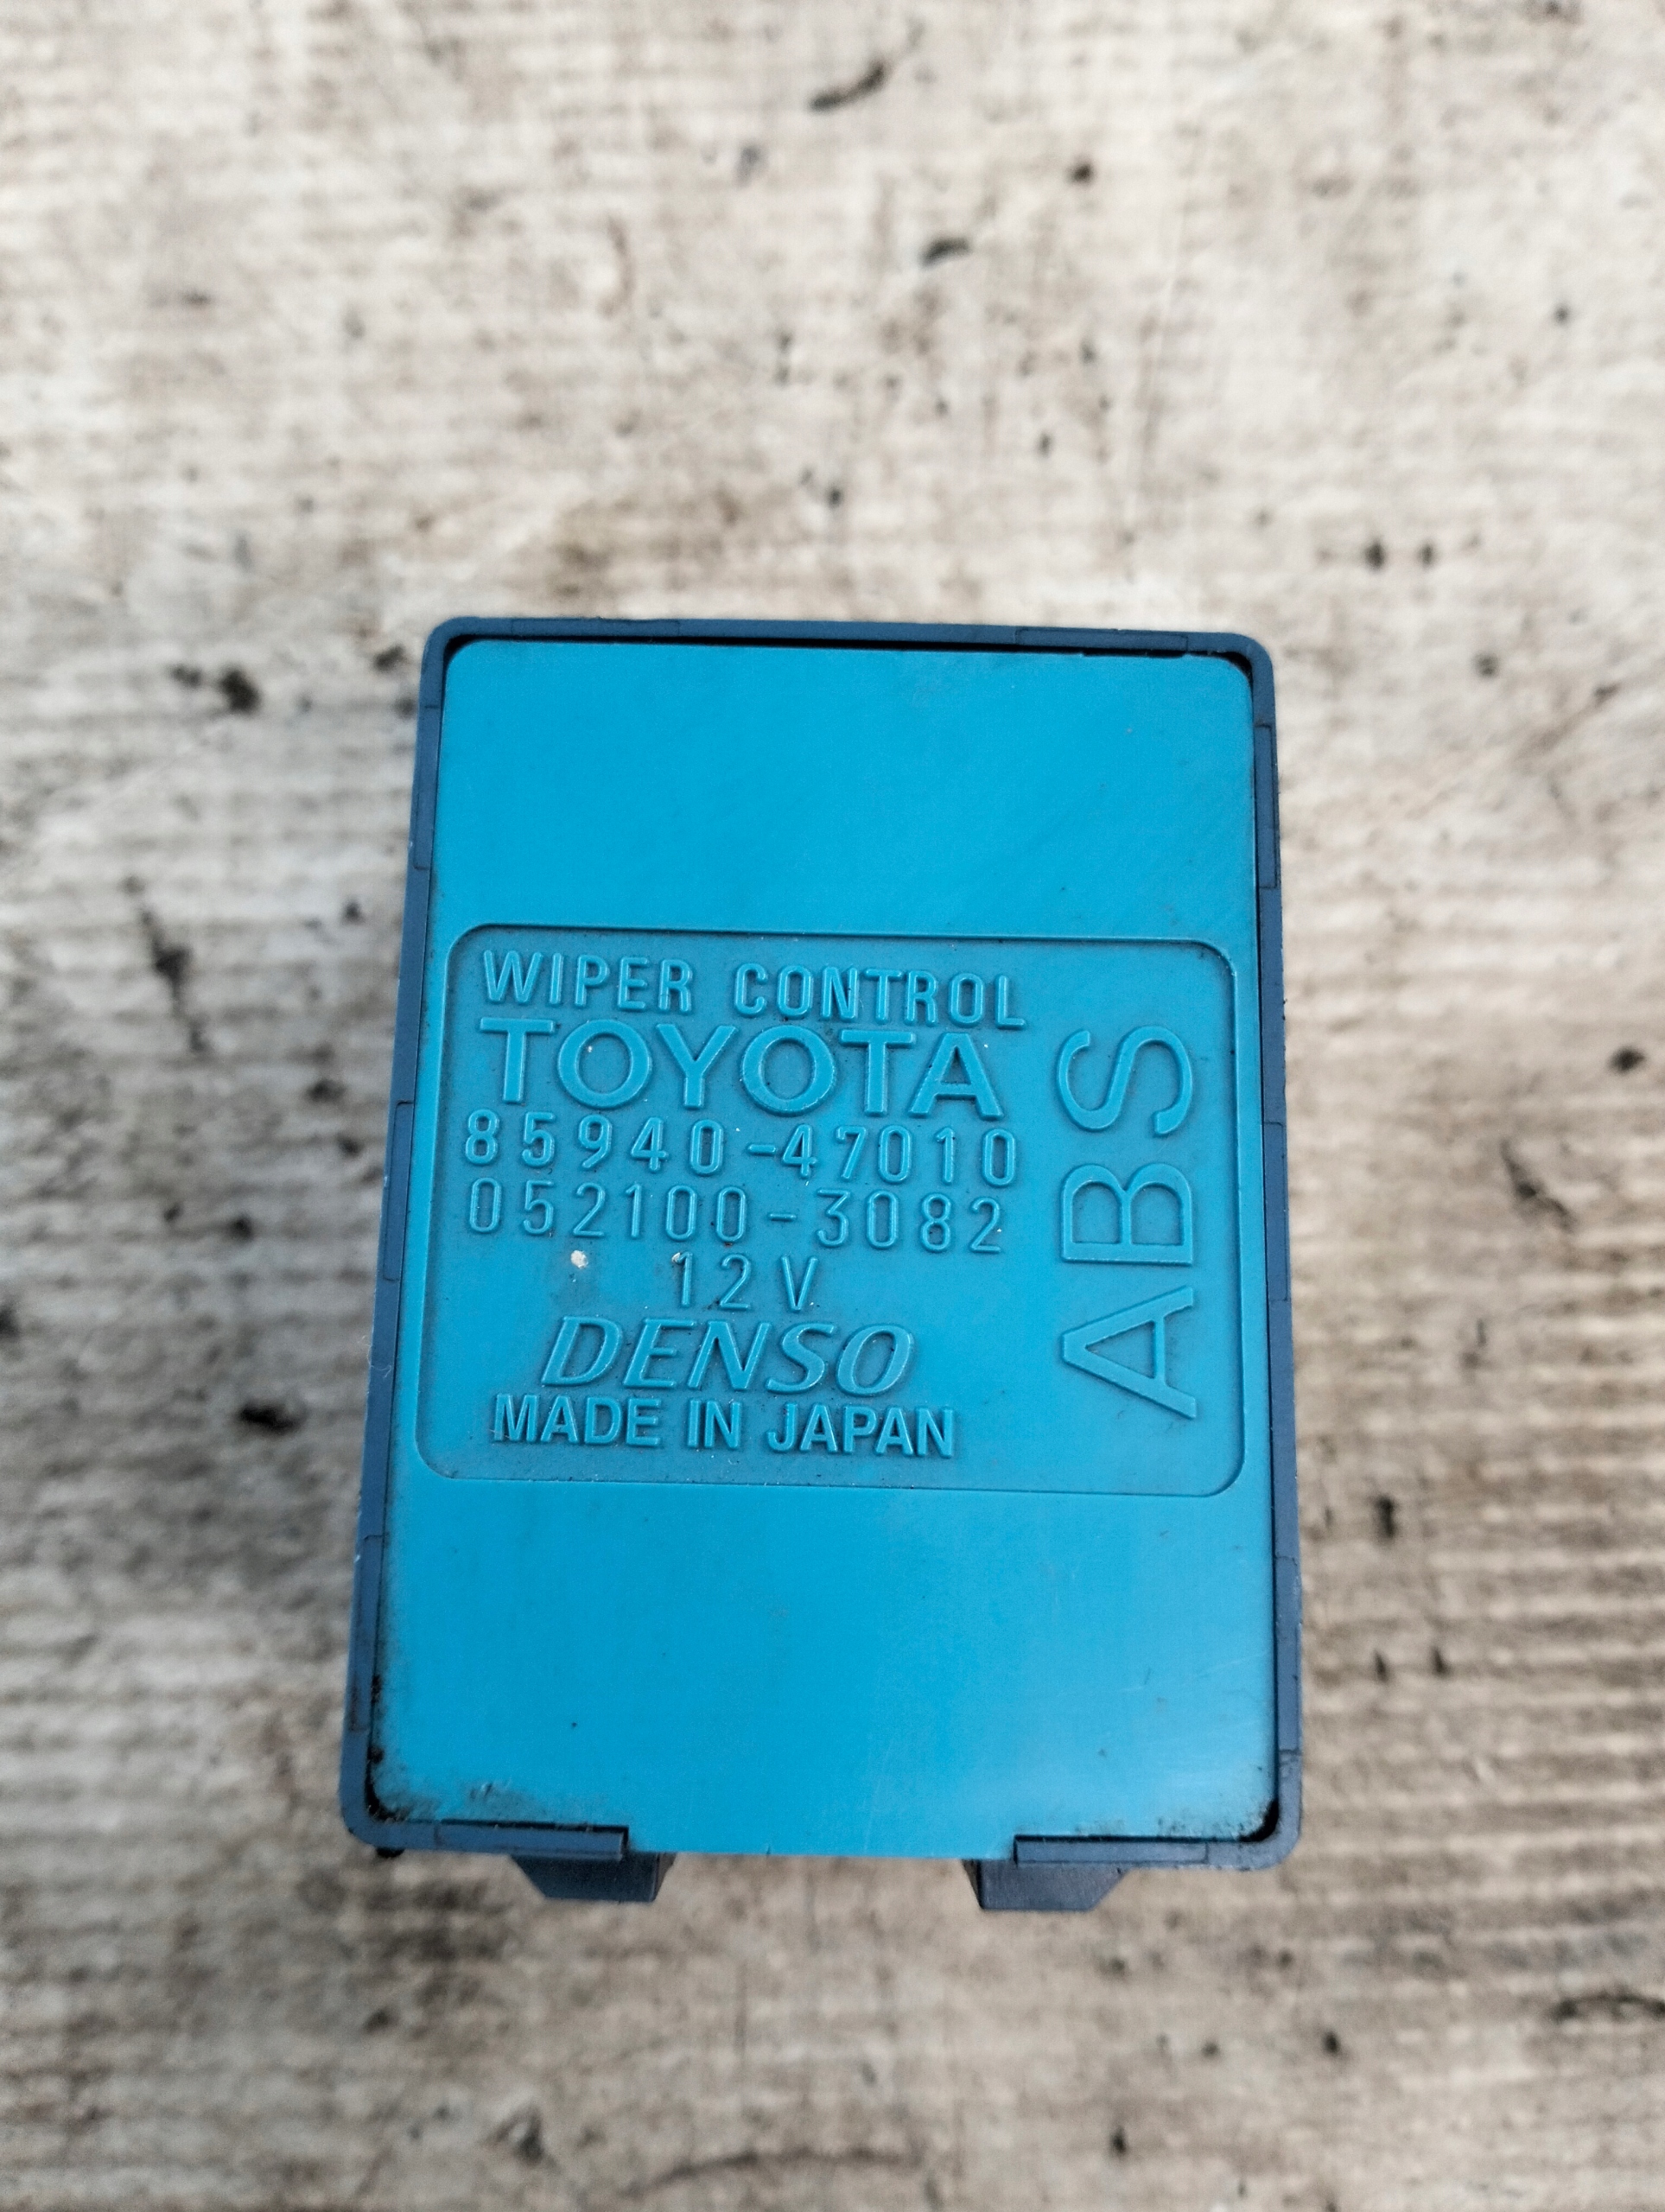 WIPER CONTROL
TOYOTA
85940-47010
052100-3082
12V
DENSO
MADE IN JAPAN
ABS